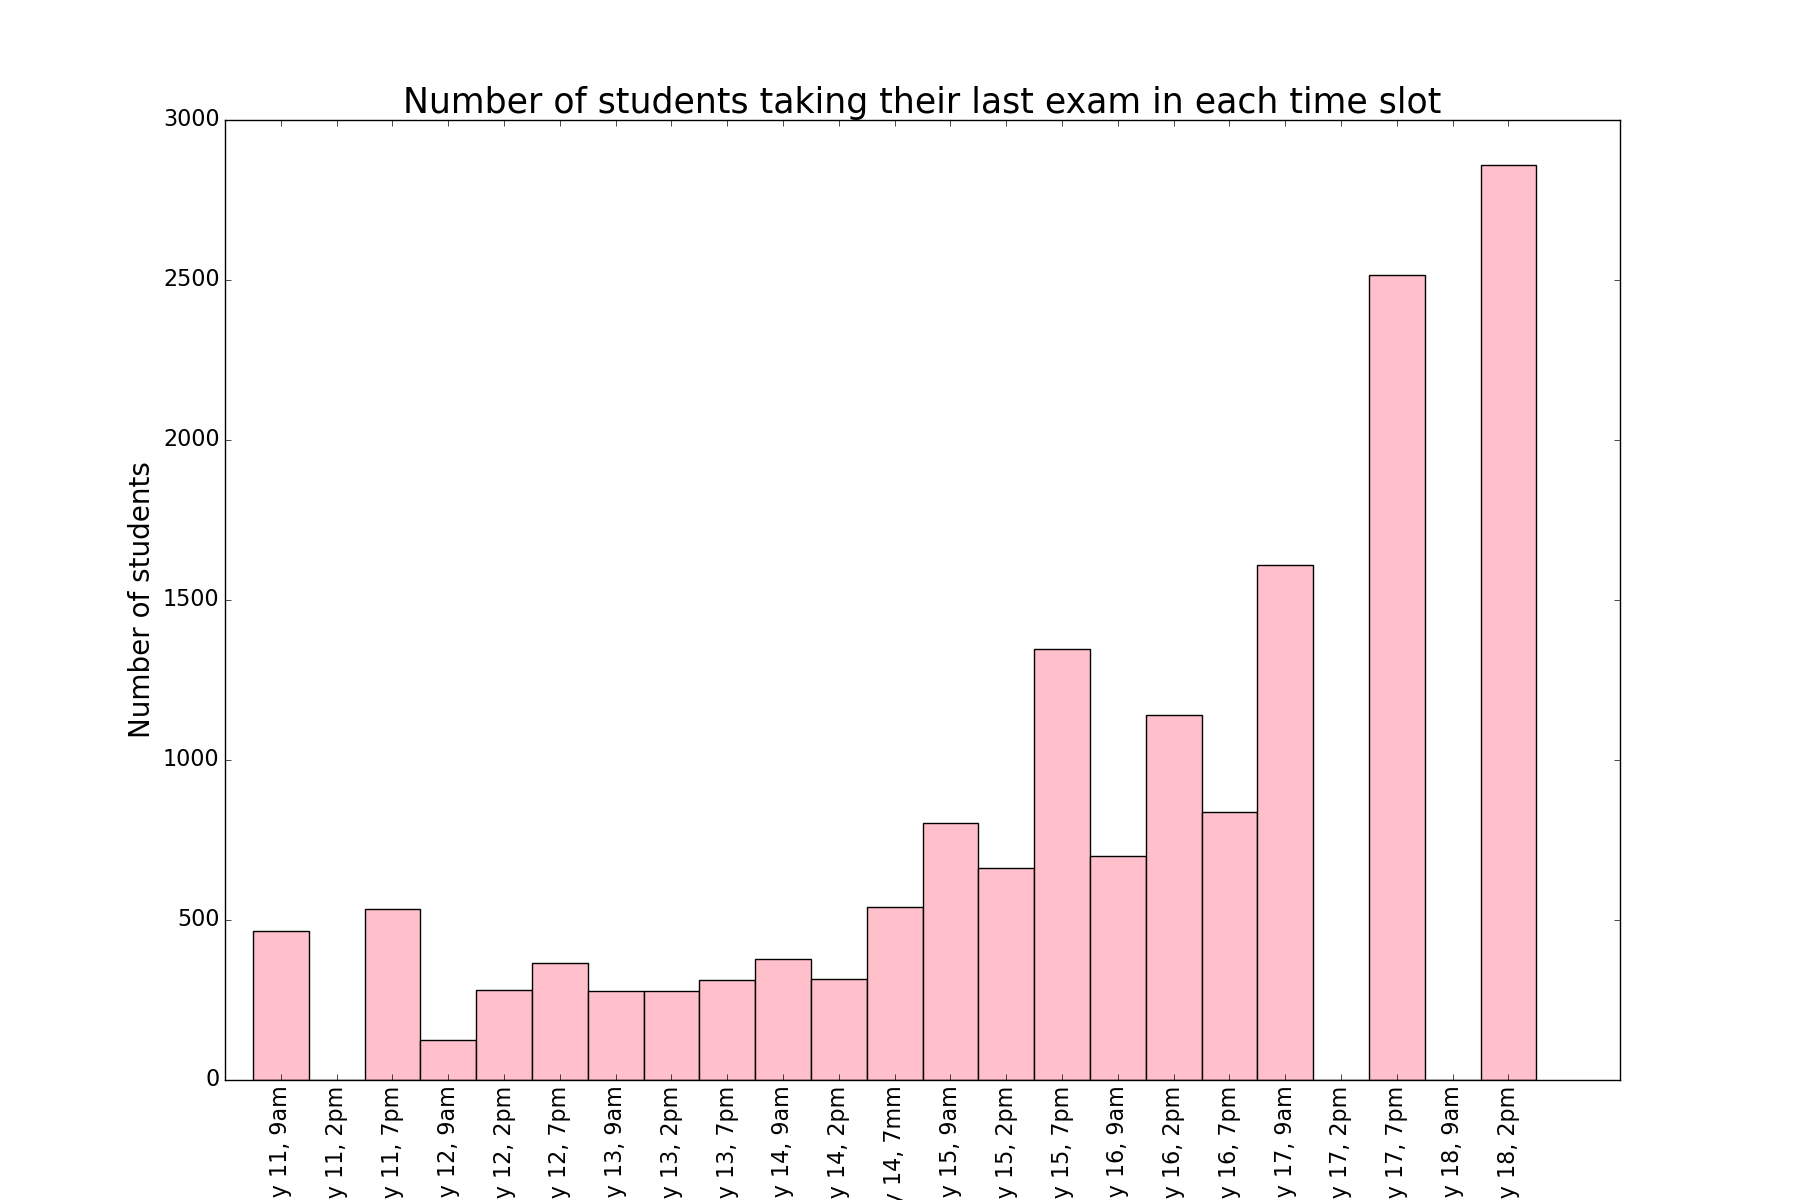 Number of students taking their last exam in each time slot
Number of students
3000
2500
2000
1500
1000
500
0
y 11, 9am
y 11, 2pm
y 11, 7pm
y 12, 9am
y 12, 2pm
y 12, 7pm
y 13, 9am
y 13, 2pm
y 13, 7pm
y 14, 9am
y 14, 2pm
y 14, 7mm
y 15, 9am
y 15, 2pm
y 15, 7pm
y 16, 9am
y 16, 2pm
y 16, 7pm
y 17, 9am
y 17, 2pm
y 17, 7pm
y 18, 9am
y 18, 2pm